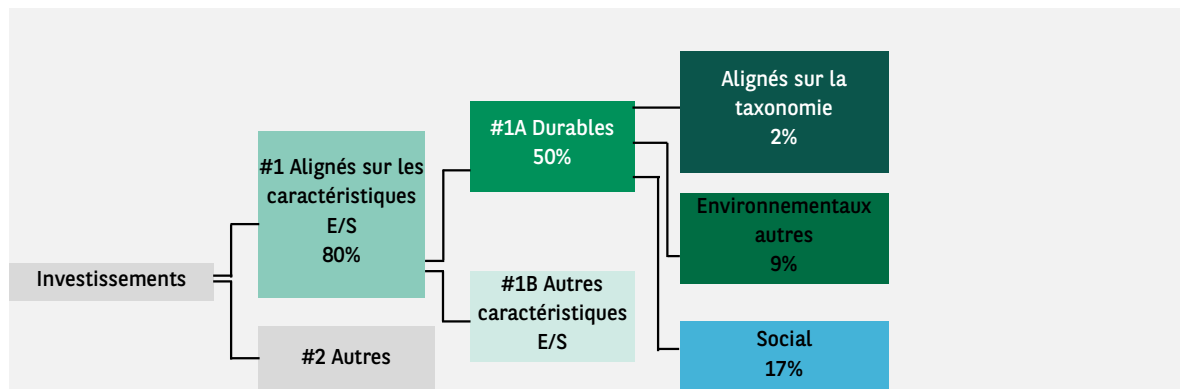 Investissements
#1 Alignés sur les
caractéristiques
E/S
80%
#2 Autres
#1A Durables
50%
#1B Autres
caractéristiques
E/S
Alignés sur la
taxonomie
2%
Environnementaux
autres
9%
Social
17%